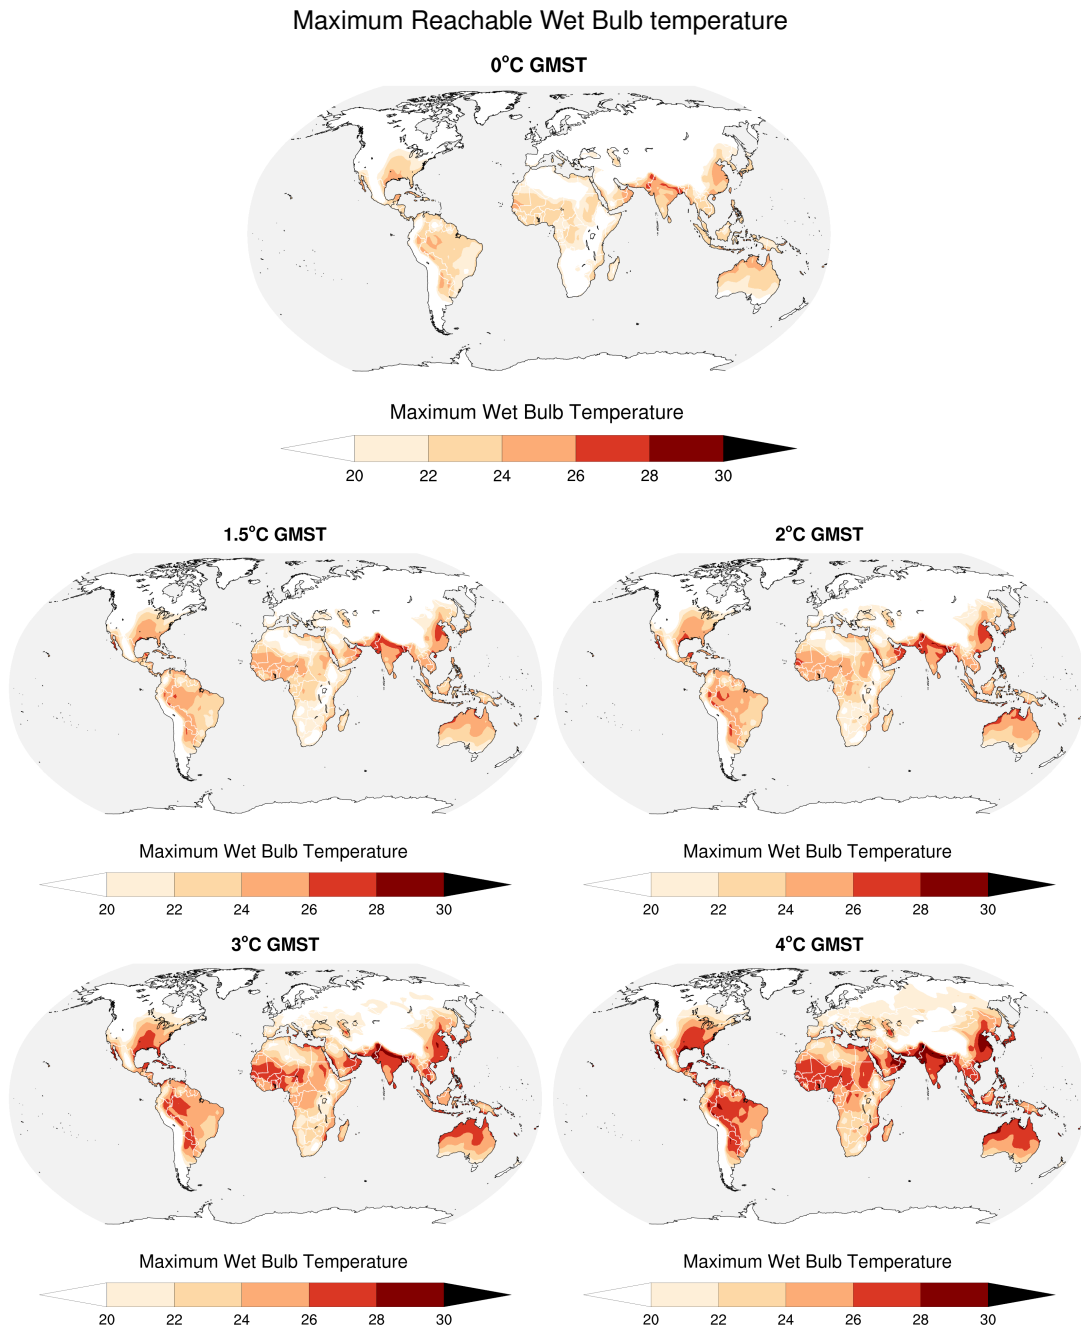 Maximum Reachable Wet Bulb temperature
0°C GMST
Maximum Wet Bulb Temperature
20 22 24 26 28 30
1.5°C GMST 2°C GMST
Maximum Wet Bulb Temperature Maximum Wet Bulb Temperature
20 22 24 26 28 30 20 22 24 26 28 30
3°C GMST 4°C GMST
Maximum Wet Bulb Temperature Maximum Wet Bulb Temperature
20 22 24 26 28 30 20 22 24 26 28 30